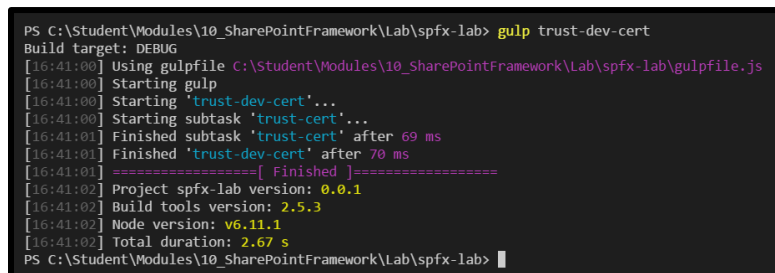 PS C:\Student\Modules\10_SharePointFramework\Lab\spfx-lab> gulp trust-dev-cert
Build target: DEBUG
[16:41:00] Using gulpfile C:\Student\Modules\10_SharePointFramework\Lab\spfx-lab\gulpfile.js
[16:41:00] Starting gulp
[16:41:00] Starting 'trust-dev-cert'...
[16:41:00] Starting subtask 'trust-cert'...
[16:41:01] Finished subtask 'trust-cert' after 69 ms
[16:41:01] Finished 'trust-dev-cert' after 70 ms
[16:41:01] ==================[ Finished ]==================
[16:41:02] Project spfx-lab version: 0.0.1
[16:41:02] Build tools version: 2.5.3
[16:41:02] Node version: v6.11.1
[16:41:02] Total duration: 2.67 s
PS C:\Student\Modules\10_SharePointFramework\Lab\spfx-lab>